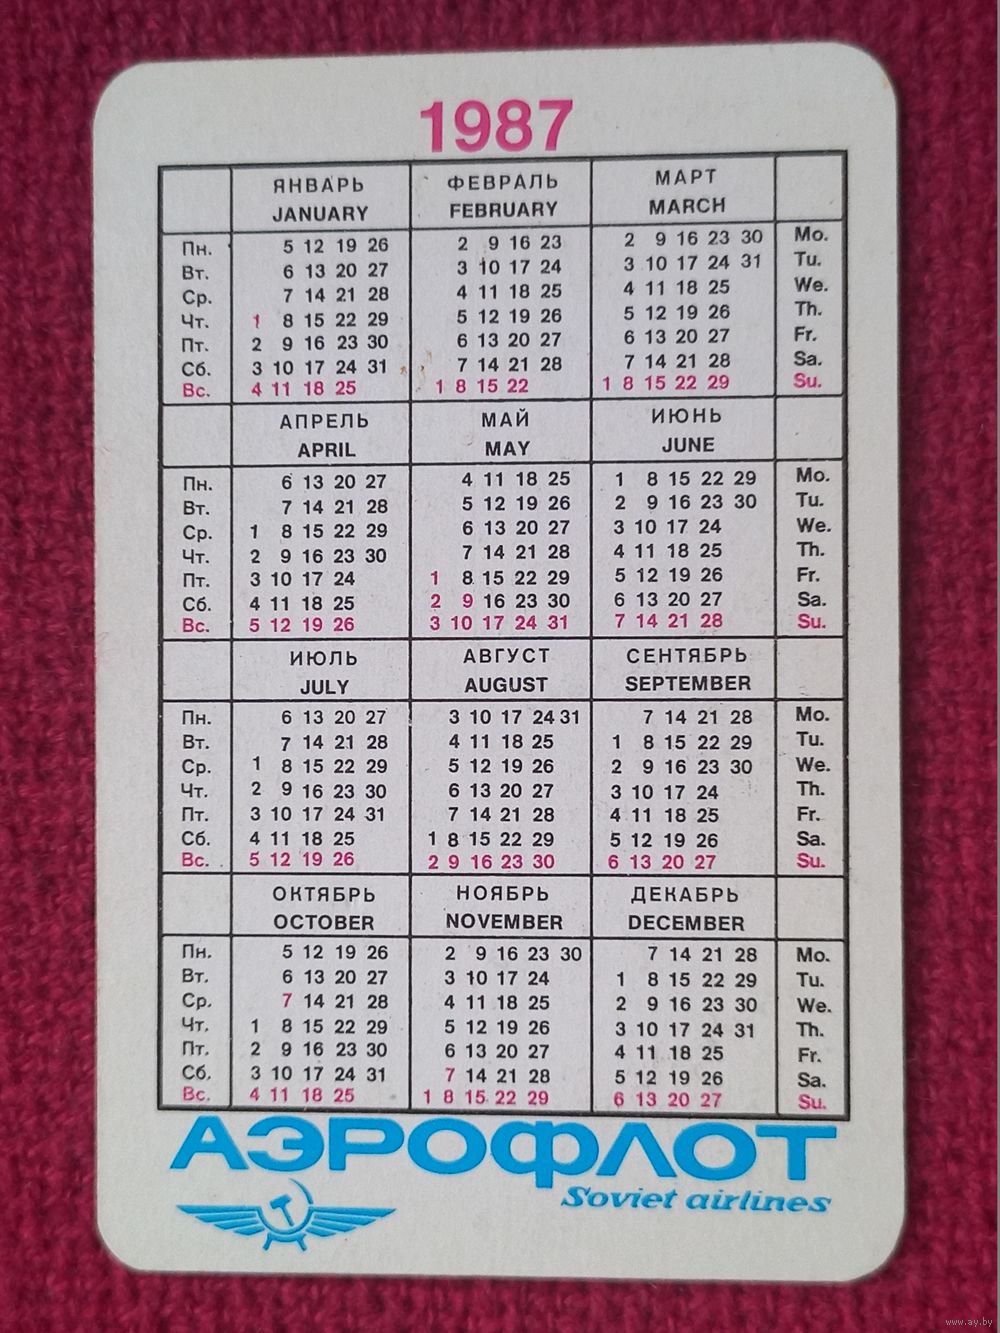 1987
ЯНВАРЬ ФЕВРАЛЬ МАРТ
JANUARY FEBRUARY MARCH
Пн. 5 12 19 26 2 9 16 23 2 9 16 23 30 Mo.
Вт. 6 13 20 27 3 10 17 24 3 10 17 24 31 Tu.
Ср. 7 14 21 28 4 11 18 25 4 11 18 25 We.
Чт. 1 8 15 22 29 5 12 19 26 5 12 19 26 Th.
Пт. 2 9 16 23 30 6 13 20 27 6 13 20 27 Fr.
Сб. 3 10 17 24 31 7 14 21 28 7 14 21 28 Sa.
Вс. 4 11 18 25 1 8 15 22 1 8 15 22 29 Su.
АПРЕЛЬ МАЙ ИЮНЬ
APRIL MAY JUNE
Пн. 6 13 20 27 4 11 18 25 1 8 15 22 29 Mo.
Вт. 7 14 21 28 5 12 19 26 2 9 16 23 30 Tu.
Ср. 1 8 15 22 29 6 13 20 27 3 10 17 24 We.
Чт. 2 9 16 23 30 7 14 21 28 4 11 18 25 Th.
Пт. 3 10 17 24 1 8 15 22 29 5 12 19 26 Fr.
Сб. 4 11 18 25 2 9 16 23 30 6 13 20 27 Sa.
Вс. 5 12 19 26 3 10 17 24 31 7 14 21 28 Su.
ИЮЛЬ АВГУСТ СЕНТЯБРЬ
JULY AUGUST SEPTEMBER
Пн. 6 13 20 27 3 10 17 24 31 7 14 21 28 Mo.
Вт. 7 14 21 28 4 11 18 25 1 8 15 22 29 Tu.
Ср. 1 8 15 22 29 5 12 19 26 2 9 16 23 30 We.
Чт. 2 9 16 23 30 6 13 20 27 3 10 17 24 Th.
Пт. 3 10 17 24 31 7 14 21 28 4 11 18 25 Fr.
Сб. 4 11 18 25 1 8 15 22 29 5 12 19 26 Sa.
Вс. 5 12 19 26 2 9 16 23 30 6 13 20 27 Su.
ОКТЯБРЬ НОЯБРЬ ДЕКАБРЬ
OCTOBER NOVEMBER DECEMBER
Пн. 5 12 19 26 2 9 16 23 30 7 14 21 28 Mo.
Вт. 6 13 20 27 3 10 17 24 1 8 15 22 29 Tu.
Ср. 7 14 21 28 4 11 18 25 2 9 16 23 30 We.
Чт. 1 8 15 22 29 5 12 19 26 3 10 17 24 31 Th.
Пт. 2 9 16 23 30 6 13 20 27 4 11 18 25 Fr.
Сб. 3 10 17 24 31 7 14 21 28 5 12 19 26 Sa.
Вс. 4 11 18 25 1 8 15 22 29 6 13 20 27 Su.
АЭРОФЛОТ
Soviet airlines
www.ay.by